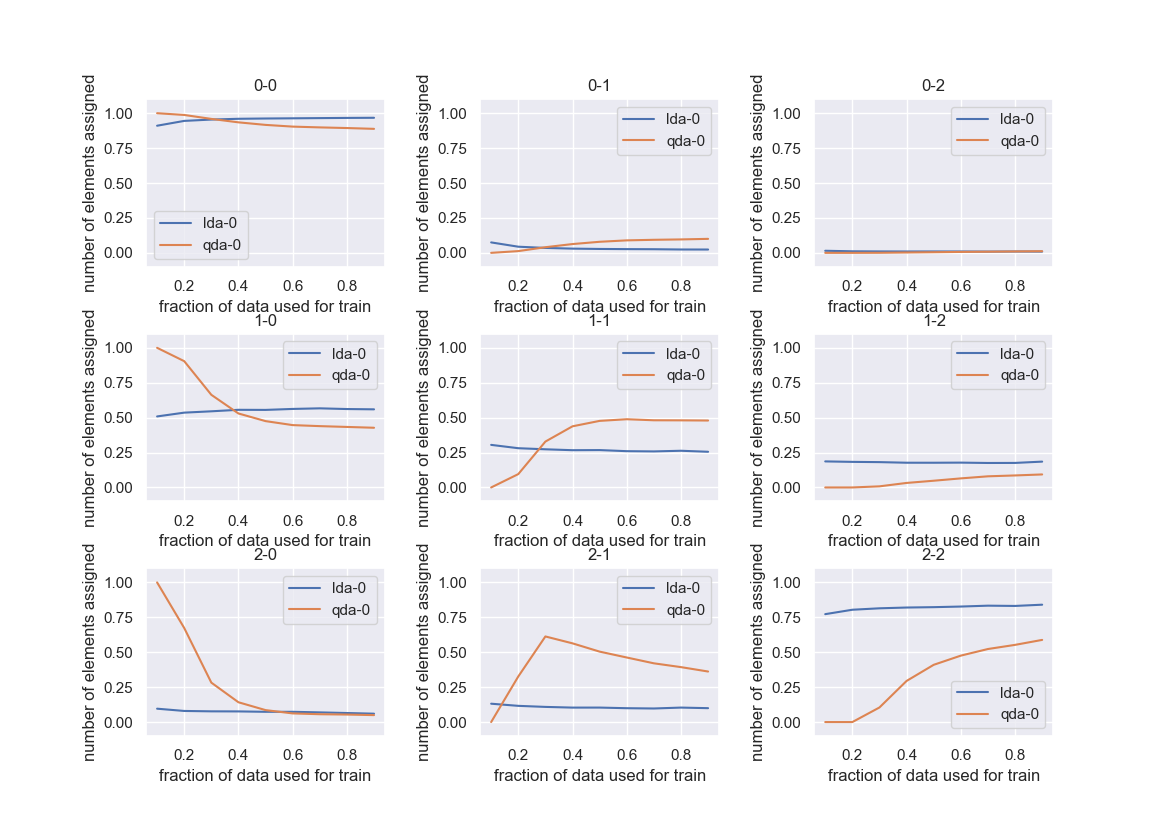 0-0
number of elements assigned
1.00
0.75
0.50
0.25
0.00
lda-0
qda-0
0.2 0.4 0.6 0.8
fraction of data used for train
0-1
number of elements assigned
1.00
0.75
0.50
0.25
0.00
lda-0
qda-0
0.2 0.4 0.6 0.8
fraction of data used for train
0-2
number of elements assigned
1.00
0.75
0.50
0.25
0.00
lda-0
qda-0
0.2 0.4 0.6 0.8
fraction of data used for train
1-0
number of elements assigned
1.00
0.75
0.50
0.25
0.00
lda-0
qda-0
0.2 0.4 0.6 0.8
fraction of data used for train
1-1
number of elements assigned
1.00
0.75
0.50
0.25
0.00
lda-0
qda-0
0.2 0.4 0.6 0.8
fraction of data used for train
1-2
number of elements assigned
1.00
0.75
0.50
0.25
0.00
lda-0
qda-0
0.2 0.4 0.6 0.8
fraction of data used for train
2-0
number of elements assigned
1.00
0.75
0.50
0.25
0.00
lda-0
qda-0
0.2 0.4 0.6 0.8
fraction of data used for train
2-1
number of elements assigned
1.00
0.75
0.50
0.25
0.00
lda-0
qda-0
0.2 0.4 0.6 0.8
fraction of data used for train
2-2
number of elements assigned
1.00
0.75
0.50
0.25
0.00
lda-0
qda-0
0.2 0.4 0.6 0.8
fraction of data used for train